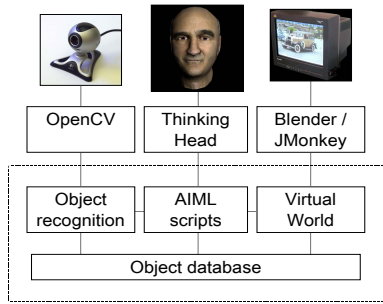 OpenCV
Thinking
Head
Blender /
JMonkey
Object
recognition
AIML
scripts
Virtual
World
Object database